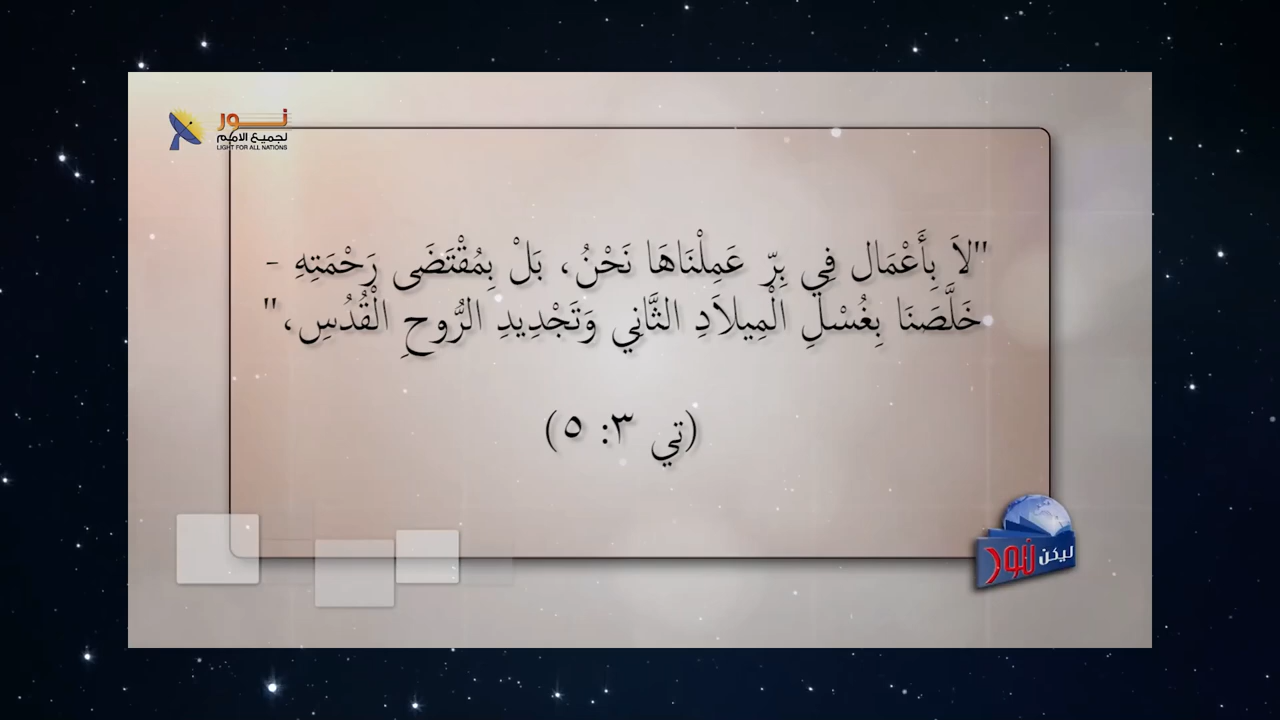 نور
لجميع الامم
LIGHT FOR ALL NATIONS
"لاَ بِأَعْمَال فِي بِرّ عَمِلْنَاهَا نَحْنُ، بَلْ بِمُقْتَضَى رَحْمَتِهِ -
خَلَّصَنَا بِغُسْلِ الْمِيلاَدِ الثَّانِي وَتَجْدِيدِ الرُّوحِ الْقُدُسِ،"
(تي ٣: ٥)
ليكن نور